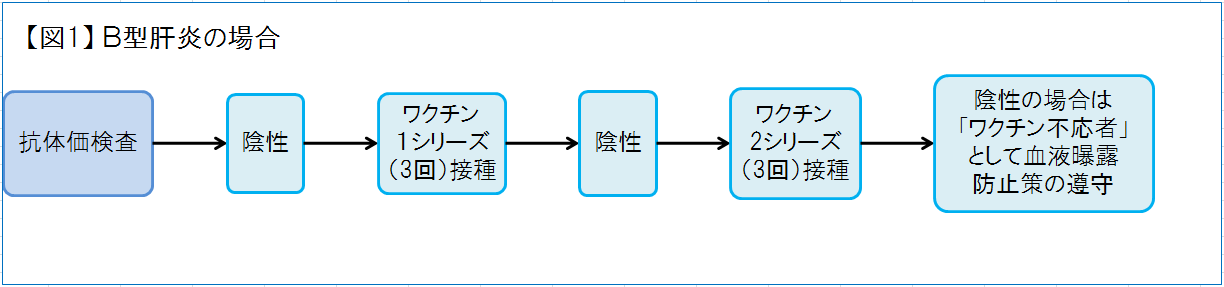 【図1】B型肝炎の場合
抗体価検査
陰性
ワクチン
1シリーズ
(3回)接種
陰性
ワクチン
2シリーズ
(3回)接種
陰性の場合は
「ワクチン不応者」
として血液曝露
防止策の遵守